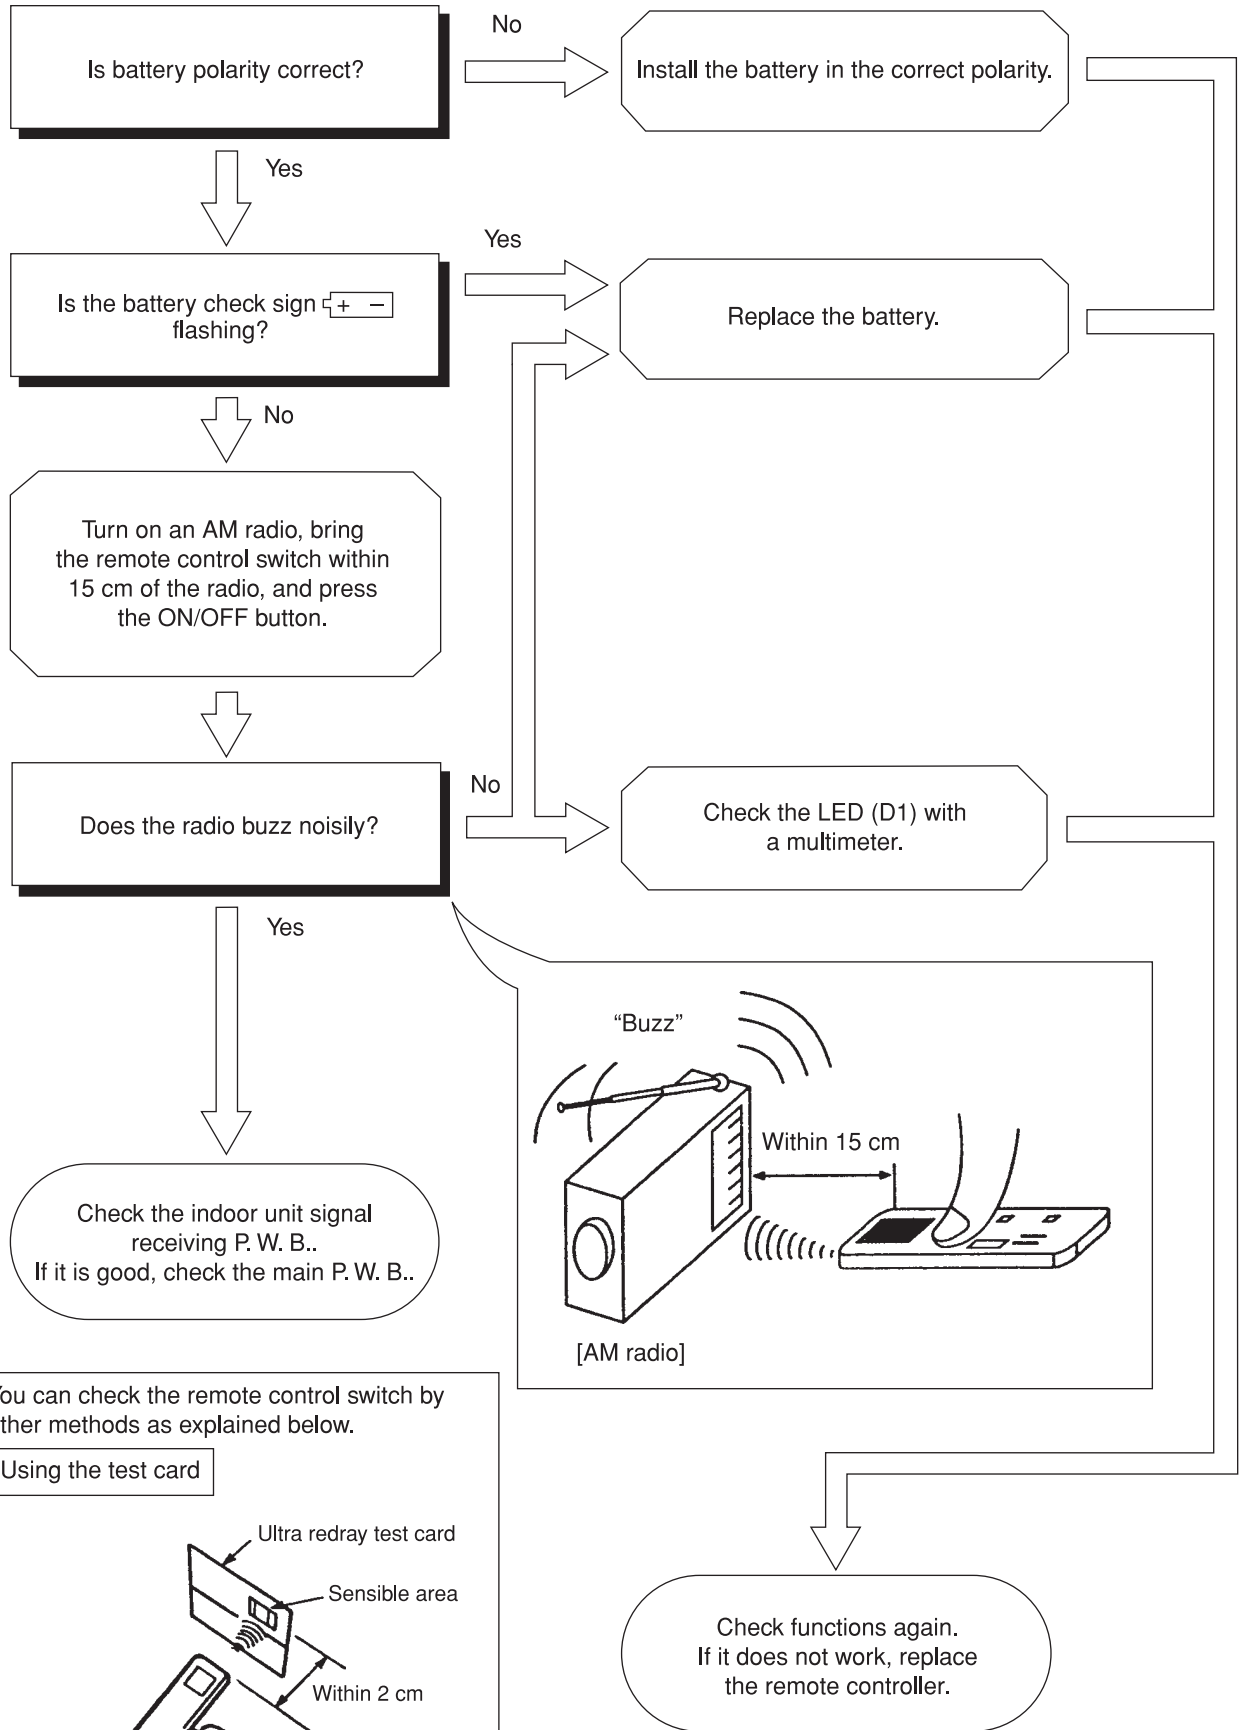 Is battery polarity correct?
No
Install the battery in the correct polarity.
Yes
Is the battery check sign + −
flashing?
Yes
Replace the battery.
No
Turn on an AM radio, bring
the remote control switch within
15 cm of the radio, and press
the ON/OFF button.
Does the radio buzz noisily?
No
Check the LED (D1) with
a multimeter.
Yes
“Buzz”
Within 15 cm
[AM radio]
Check the indoor unit signal
receiving P. W. B..
If it is good, check the main P. W. B..
can check the remote control switch by
methods as explained below.
Using the test card
Ultra redray test card
Sensible area
Within 2 cm
Check functions again.
If it does not work, replace
the remote controller.